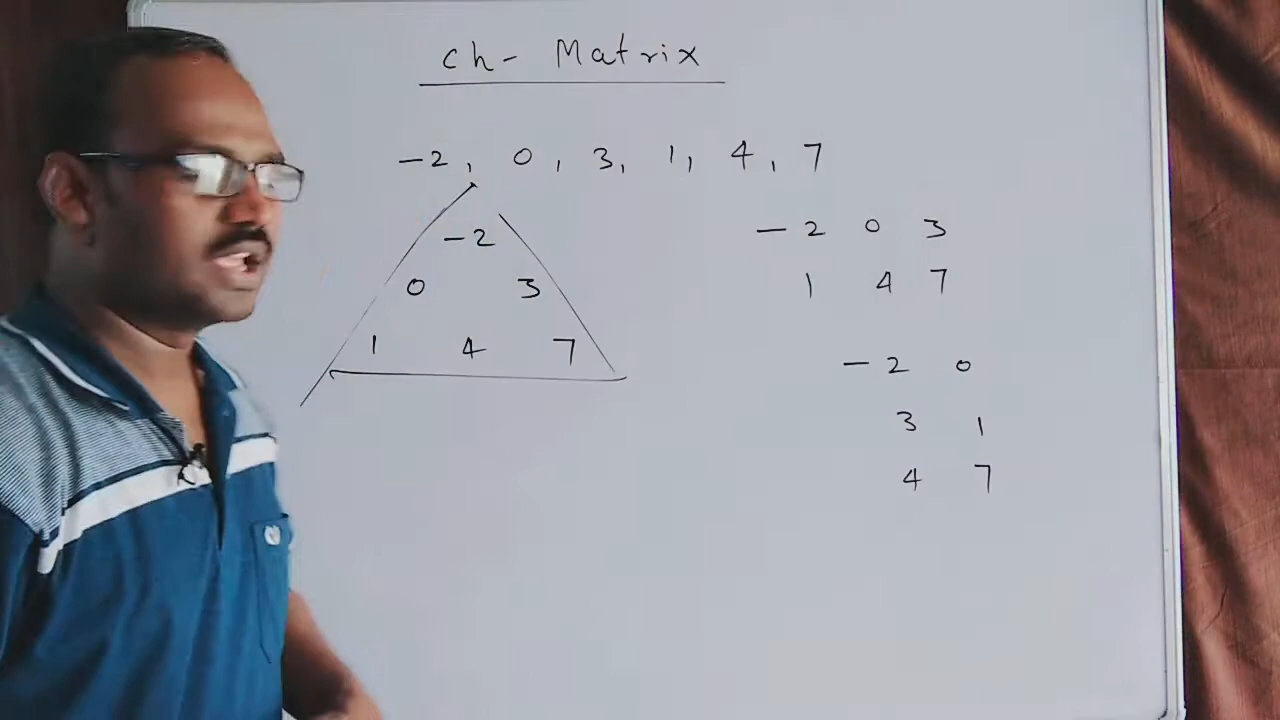 ch- Matrix
-2, 0, 3, 1, 4, 7
-2
0 3
1 4 7
-2 0 3
1 4 7
-2 0
3 1
4 7